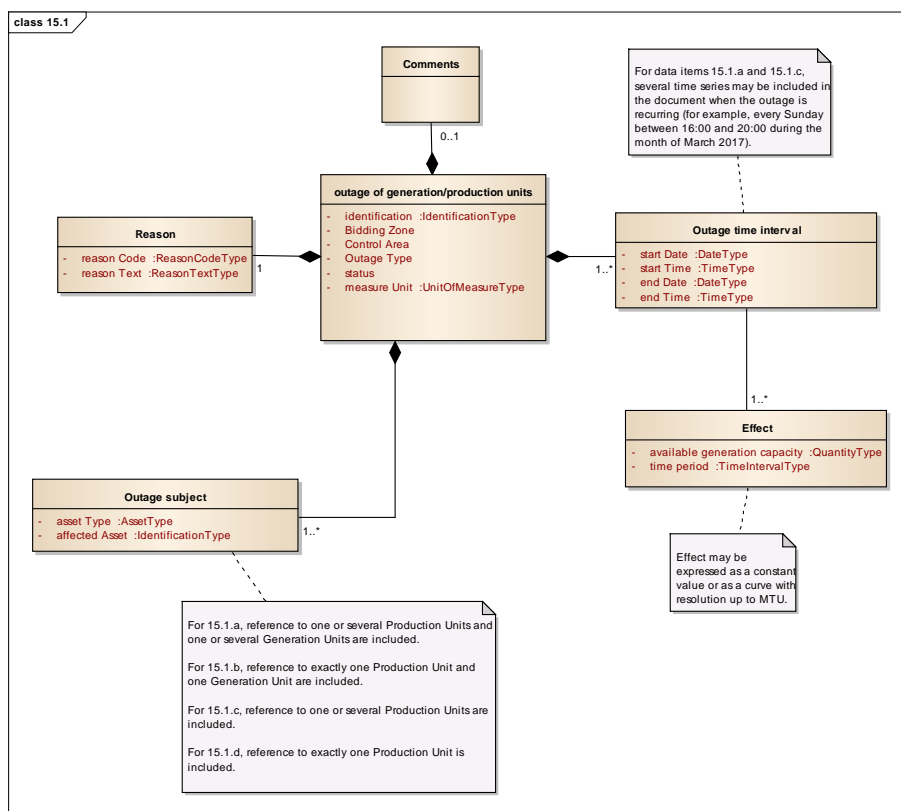 class 15.1
Comments
For data items 15.1.a and 15.1.c,
several time series may be included in
the document when the outage is
recurring (for example, every Sunday
between 16:00 and 20:00 during the
month of March 2017).
0..1
outage of generation/production units
- identification :IdentificationType
- Bidding Zone
- Control Area
- Outage Type
- status
- measure Unit :UnitOfMeasureType
Reason
- reason Code :ReasonCodeType
- reason Text :ReasonTextType
1
Outage time interval
- start Date :DateType
- start Time :TimeType
- end Date :DateType
- end Time :TimeType
1..*
1..*
Effect
- available generation capacity :QuantityType
- time period :TimeIntervalType
Outage subject
- asset Type :AssetType
- affected Asset :IdentificationType
1..*
Effect may be
expressed as a constant
value or as a curve with
resolution up to MTU.
For 15.1.a, reference to one or several Production Units and
one or several Generation Units are included.
For 15.1.b, reference to exactly one Production Unit and
one Generation Unit are included.
For 15.1.c, reference to one or several Production Units are
included.
For 15.1.d, reference to exactly one Production Unit is
included.